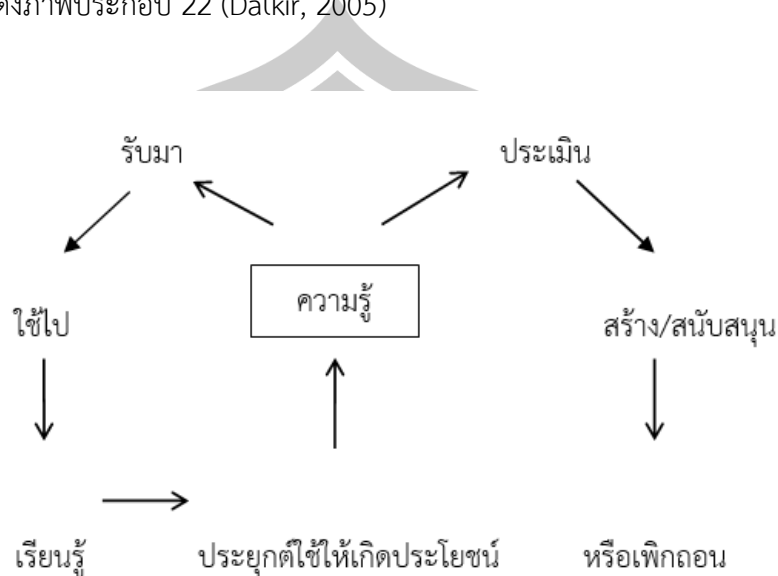 ดังภาพประกอบ 22 (Dalkir, 2005)
รับมา ประเมิน
ความรู้
ใช้ไป สร้าง/สนับสนุน
เรียนรู้ ประยุกต์ใช้ให้เกิดประโยชน์ หรือเพิกถอน